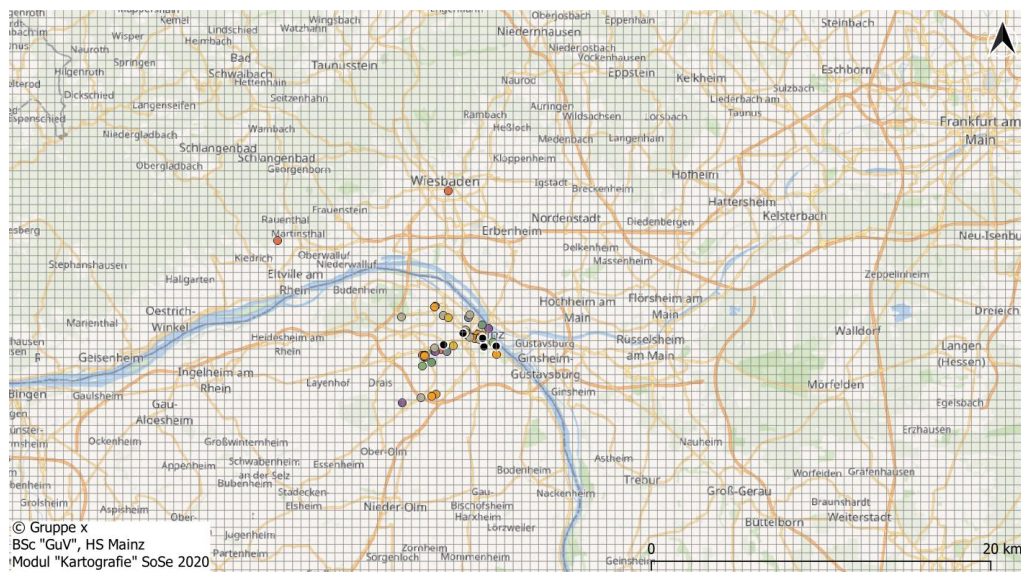 Kemel
Lindschied
Wingsbach
Oberjosbach
Eppenhain
Steinbach
Wisper
Heimbach
Watzhahn
Niedernhausen
Nauroth
Springen
Bad
Schwalbach
Taunusstein
Niederjosbach
Vockenhausen
Eschborn
Hilgenroth
Hettenhain
Eppstein
Kelkheim
Dickschied
Seitzenhahn
Naurod
Sulzbach
Langenseifen
Auringen
Liederbach am
Taunus
Rambach
Wildsachsen
Lorsbach
Frankfurt am
Main
Niedergladbach
Wambach
Heßloch
Medenbach
Langenhain
Schlangenbad
Schlangenbad
Georgenborn
Kloppenheim
Obergladbach
Hofheim
Wiesbaden
Igstadt
Breckenheim
Hattersheim
Frauenstein
Kelsterbach
Rauenthal
Martinsthal
Nordenstadt
Diedenbergen
Erbenheim
Neu-Isenbu
Kiedrich
Oberwalluf
Niederwalluf
Delkenheim
Massenheim
Stephanshausen
Hallgarten
Eltville am
Rhein
Budenheim
Zeppelinheim
Hochheim am
Main
Flörsheim am
Main
Oestrich-
Winkel
Marienthal
Dreieich
Walldorf
Heidesheim am
Rhein
Gustavsburg
Rüsselsheim
am Main
Langen
(Hessen)
Geisenheim
Ginsheim-
Gustavsburg
Ingelheim am
Rhein
Layenhof
Drais
Mörfelden
Bingen
Gaulsheim
Ginsheim
Egelsbach
Gau-
Algesheim
Erzhausen
Ockenheim
Großwinternheim
Nauheim
Ober-Olm
Appenheim
Schwabenheim
an der Selz
Essenheim
Astheim
Bubenheim
Bodenheim
Worfelden
Gräfenhausen
Trebur
Groß-Gerau
Grolsheim
Aspisheim
Stadecken-
Elsheim
Nieder-Olm
Gau-
Bischofsheim
Nackenheim
Harxheim
Braunshardt
Weiterstadt
Ober-
Lörzweiler
Büttelborn
© Gruppe x
Jugenheim
BSc "GuV", HS Mainz
Zornheim
0
20 km
Modul "Kartografie" SoSe 2020
Partenheim
Sörgenloch
Mommenheim
Geinsheim